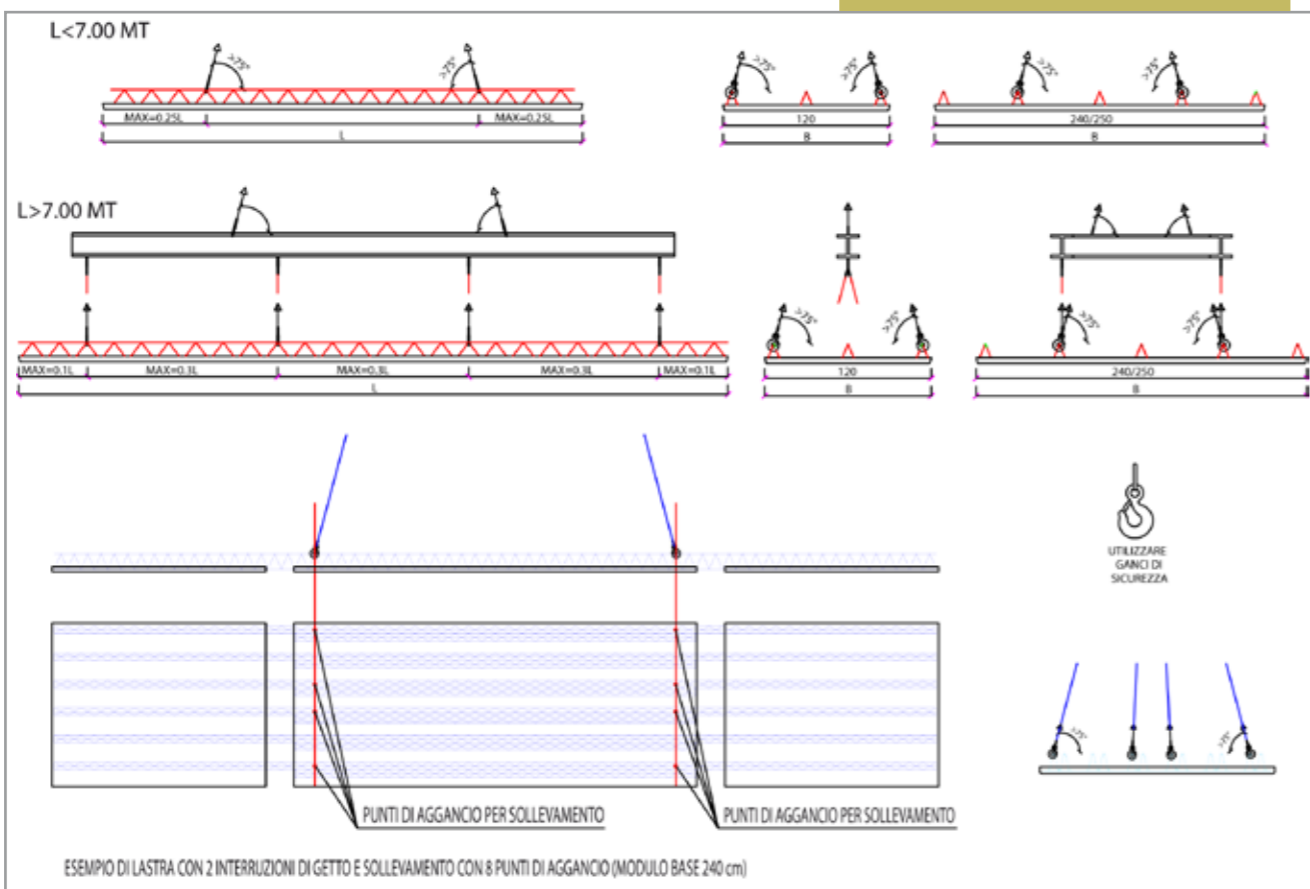 L<7.00 MT
>75°
>75°
>75°
>75°
>75°
>75°
MAX=0.25L
MAX=0.25L
L
120
B
240/250
B
L>7.00 MT
>75°
>75°
>75°
>75°
MAX=0.1L
MAX=0.3L
MAX=0.3L
MAX=0.3L
MAX=0.1L
L
120
B
240/250
B
UTILIZZARE
GANCI DI
SICUREZZA
>75°
>75°
PUNTI DI AGGANCIO PER SOLLEVAMENTO
PUNTI DI AGGANCIO PER SOLLEVAMENTO
ESEMPIO DI LASTRA CON 2 INTERRUZIONI DI GETTO E SOLLEVAMENTO CON 8 PUNTI DI AGGANCIO (MODULO BASE 240 cm)